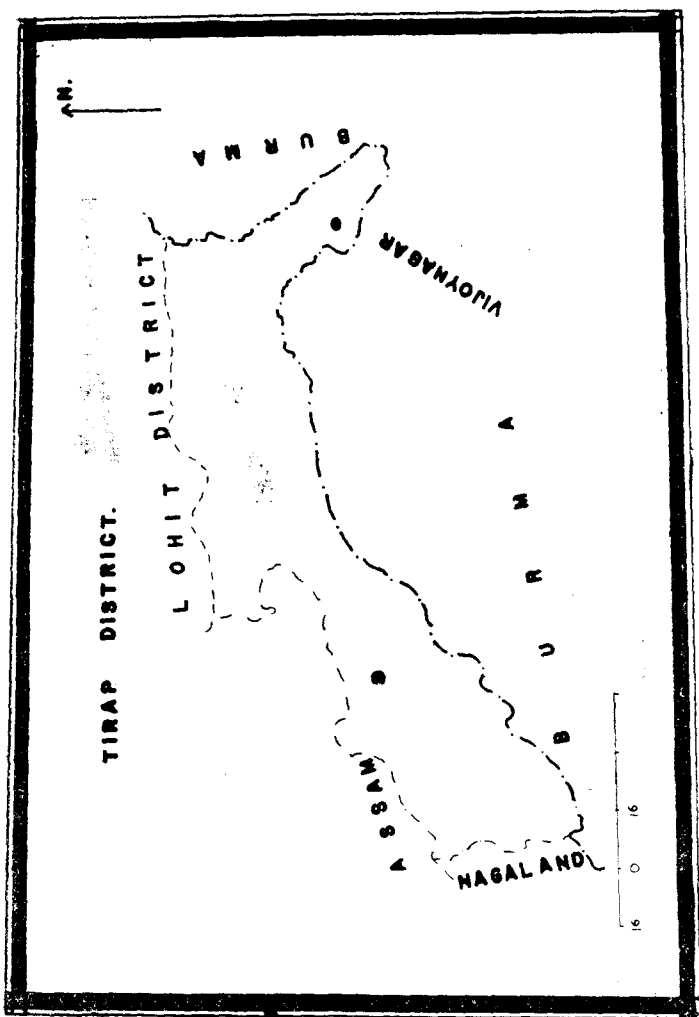 TIRAP DISTRICT.
N.
LOHIT DISTRICT
BURMA
VIJOYNAGAR
ASSAM
BURMA
NAGALAND
16 0 16